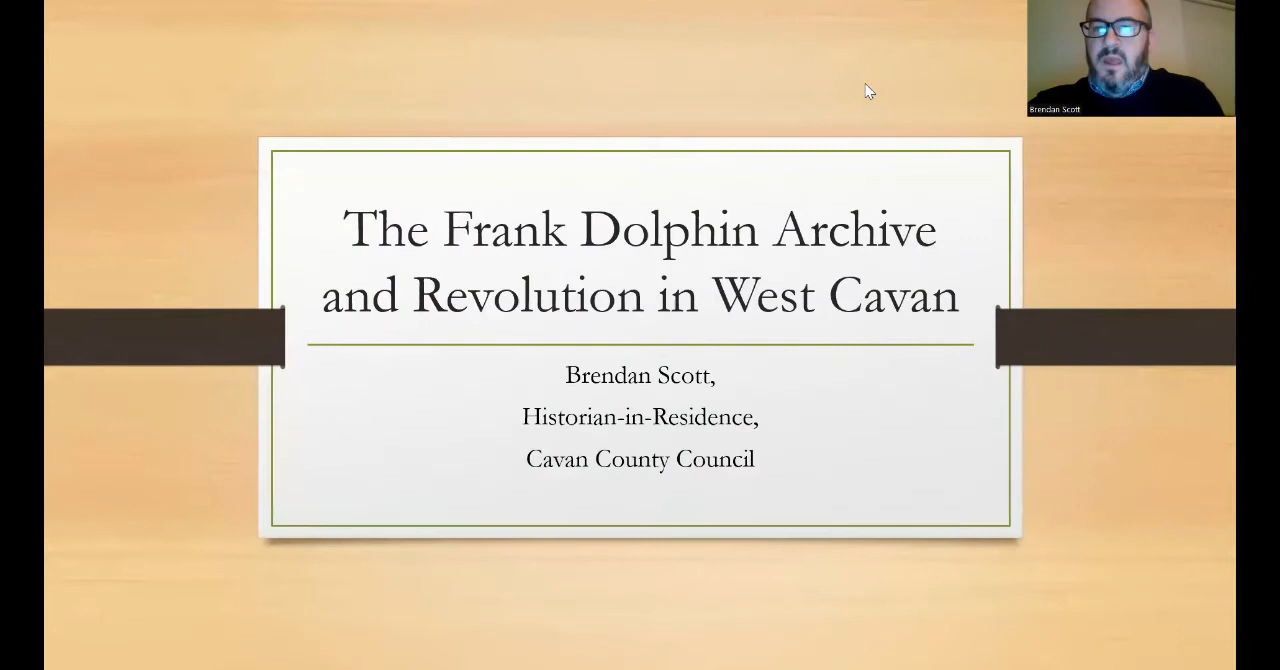 Brendan Scott
The Frank Dolphin Archive
and Revolution in West Cavan
Brendan Scott,
Historian-in-Residence,
Cavan County Council